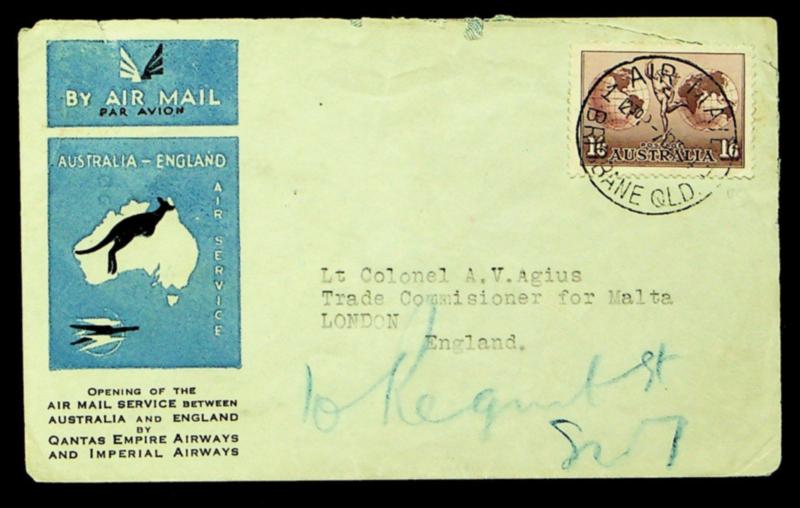 BY AIR MAIL
PAR AVION
AUSTRALIA – ENGLAND
AIR SERVICE
OPENING OF THE
AIR MAIL SERVICE BETWEEN
AUSTRALIA AND ENGLAND
BY
QANTAS EMPIRE AIRWAYS
AND IMPERIAL AIRWAYS
AIR MAIL
BRISBANE QLD.
POSTAGE
1/6 AUSTRALIA 1/6
Lt Colonel A.V.Agius
Trade Commisioner for Malta
LONDON
England.
10 Regent St
SW1